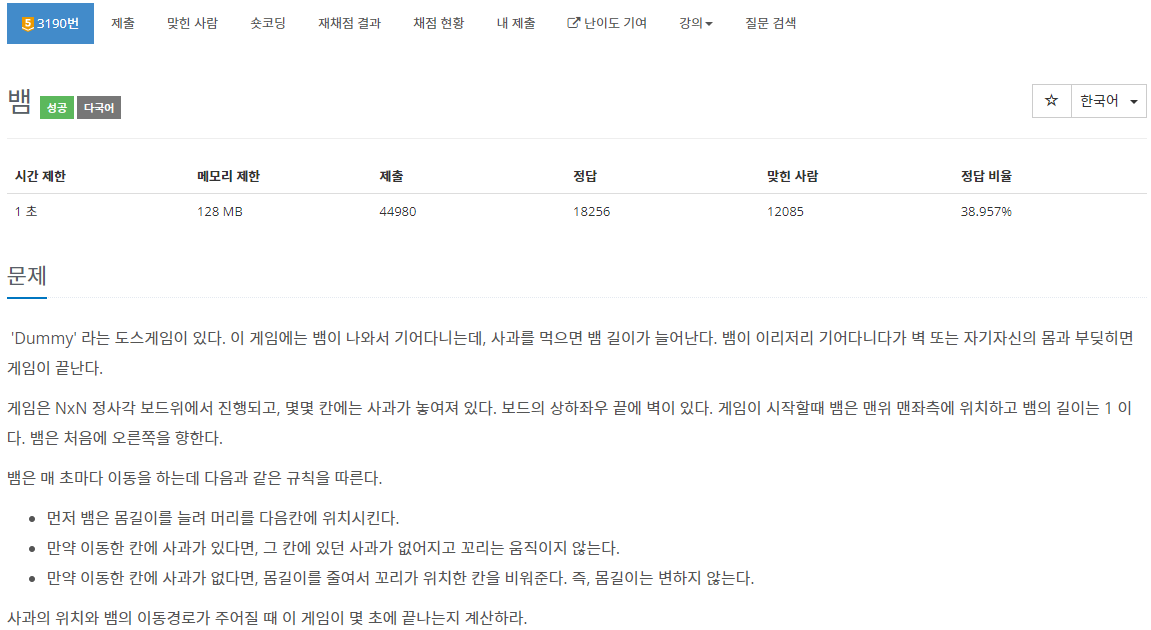 5 3190번 제출 맞힌 사람 숏코딩 재채점 결과 채점 현황 내 제출 난이도 기여 강의 질문 검색
뱀 성공 다국어 한국어
시간 제한 메모리 제한 제출 정답 맞힌 사람 정답 비율
1 초 128 MB 44980 18256 12085 38.957%
문제
'Dummy' 라는 도스게임이 있다. 이 게임에는 뱀이 나와서 기어다니는데, 사과를 먹으면 뱀 길이가 늘어난다. 뱀이 이리저리 기어다니다가 벽 또는 자기자신의 몸과 부딪히면
게임이 끝난다.
게임은 NxN 정사각 보드위에서 진행되고, 몇몇 칸에는 사과가 놓여져 있다. 보드의 상하좌우 끝에 벽이 있다. 게임이 시작할때 뱀은 맨위 맨좌측에 위치하고 뱀의 길이는 1 이
다. 뱀은 처음에 오른쪽을 향한다.
뱀은 매 초마다 이동을 하는데 다음과 같은 규칙을 따른다.
• 먼저 뱀은 몸길이를 늘려 머리를 다음칸에 위치시킨다.
• 만약 이동한 칸에 사과가 있다면, 그 칸에 있던 사과가 없어지고 꼬리는 움직이지 않는다.
• 만약 이동한 칸에 사과가 없다면, 몸길이를 줄여서 꼬리가 위치한 칸을 비워준다. 즉, 몸길이는 변하지 않는다.
사과의 위치와 뱀의 이동경로가 주어질 때 이 게임이 몇 초에 끝나는지 계산하라.